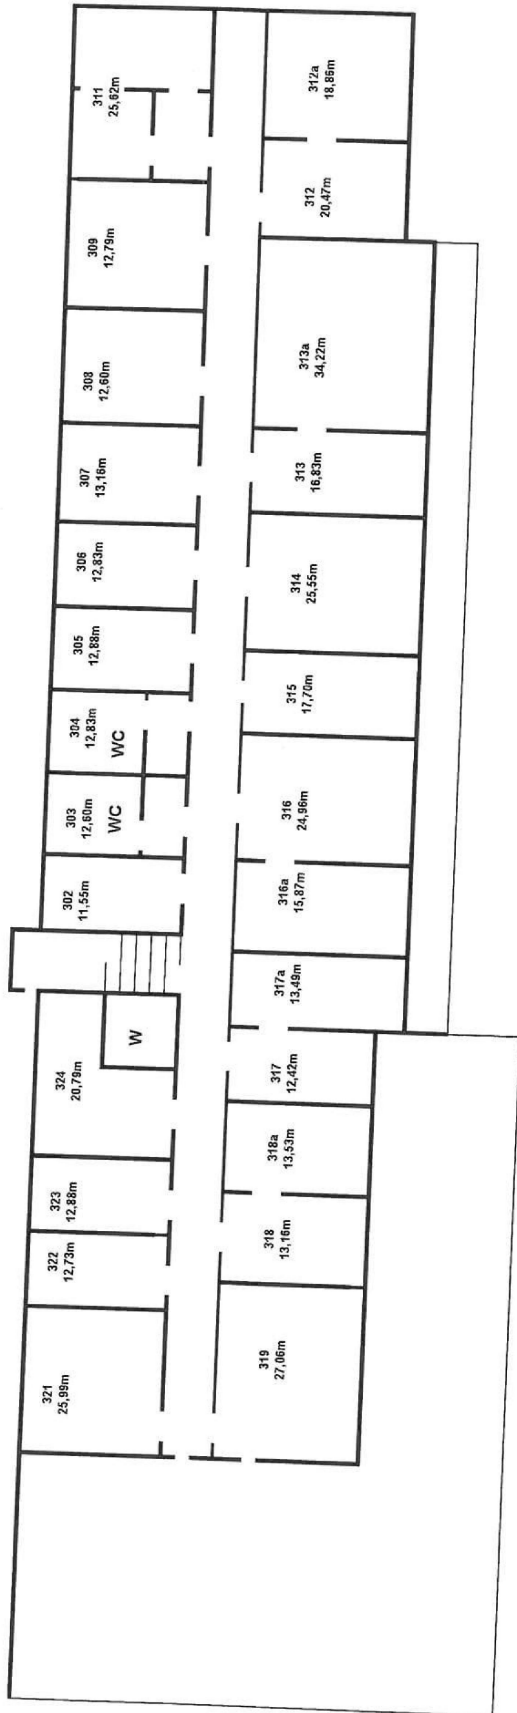 311
25,62m
312a
18,86m
309
12,79m
312
20,47m
308
12,60m
313a
34,22m
307
13,16m
313
16,83m
306
12,83m
314
25,55m
305
12,88m
315
17,70m
304
12,83m
WC
303
12,60m
WC
316
24,96m
302
11,55m
316a
15,87m
317a
13,49m
W
324
20,79m
317
12,42m
318a
13,53m
323
12,88m
318
13,16m
322
12,73m
319
27,06m
321
25,99m